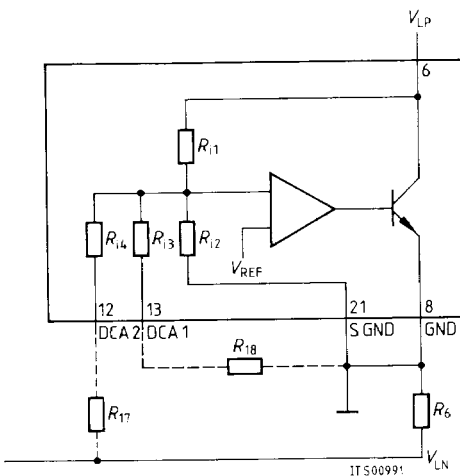 V_LP
6
R_i1
R_i4
R_i3
R_i2
V_REF
12
13
21
8
DCA 2
DCA 1
S GND
GND
R_18
R_17
R_6
V_LN
ITS00991